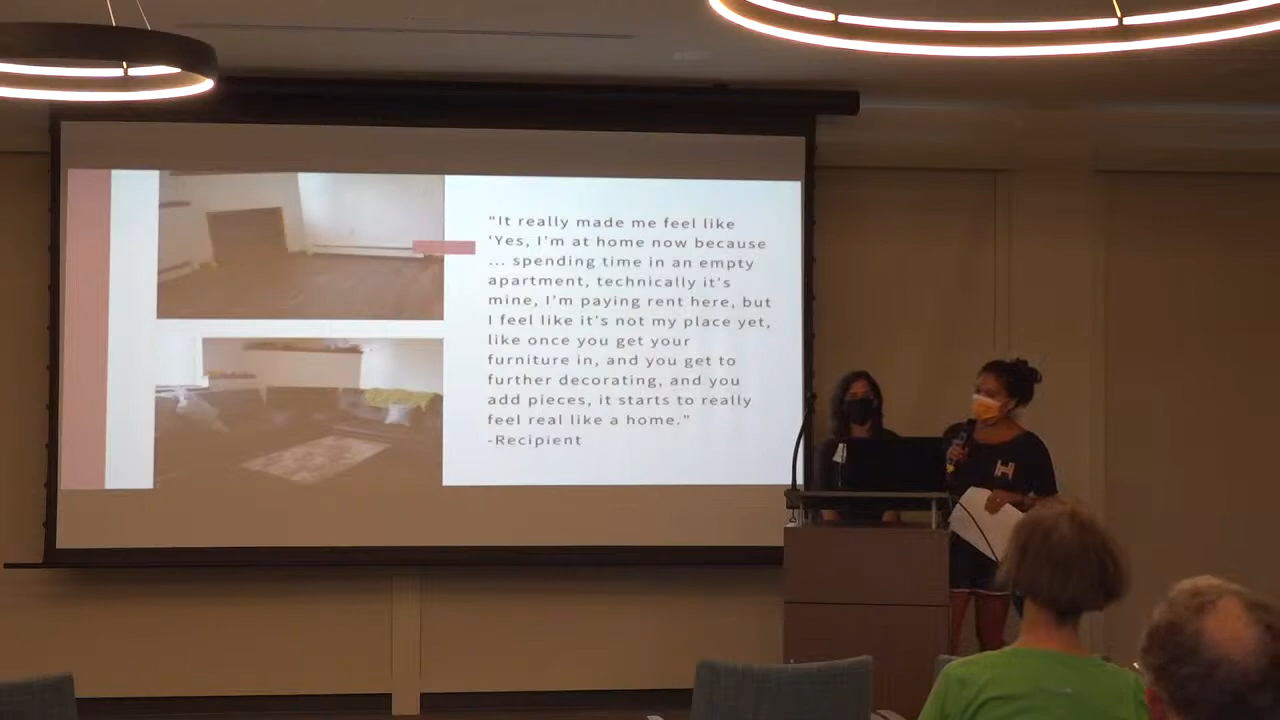 "It really made me feel like
'Yes, I'm at home now because
... spending time in an empty
apartment, technically it's
mine, I'm paying rent here, but
I feel like it's not my place yet,
like once you get your
furniture in, and you get to
further decorating, and you
add pieces, it starts to really
feel real like a home."
-Recipient
H